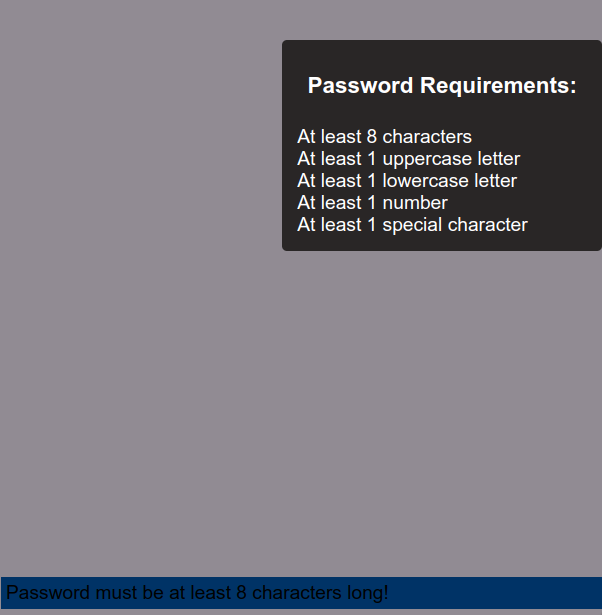 Password Requirements:
At least 8 characters
At least 1 uppercase letter
At least 1 lowercase letter
At least 1 number
At least 1 special character
Password must be at least 8 characters long!